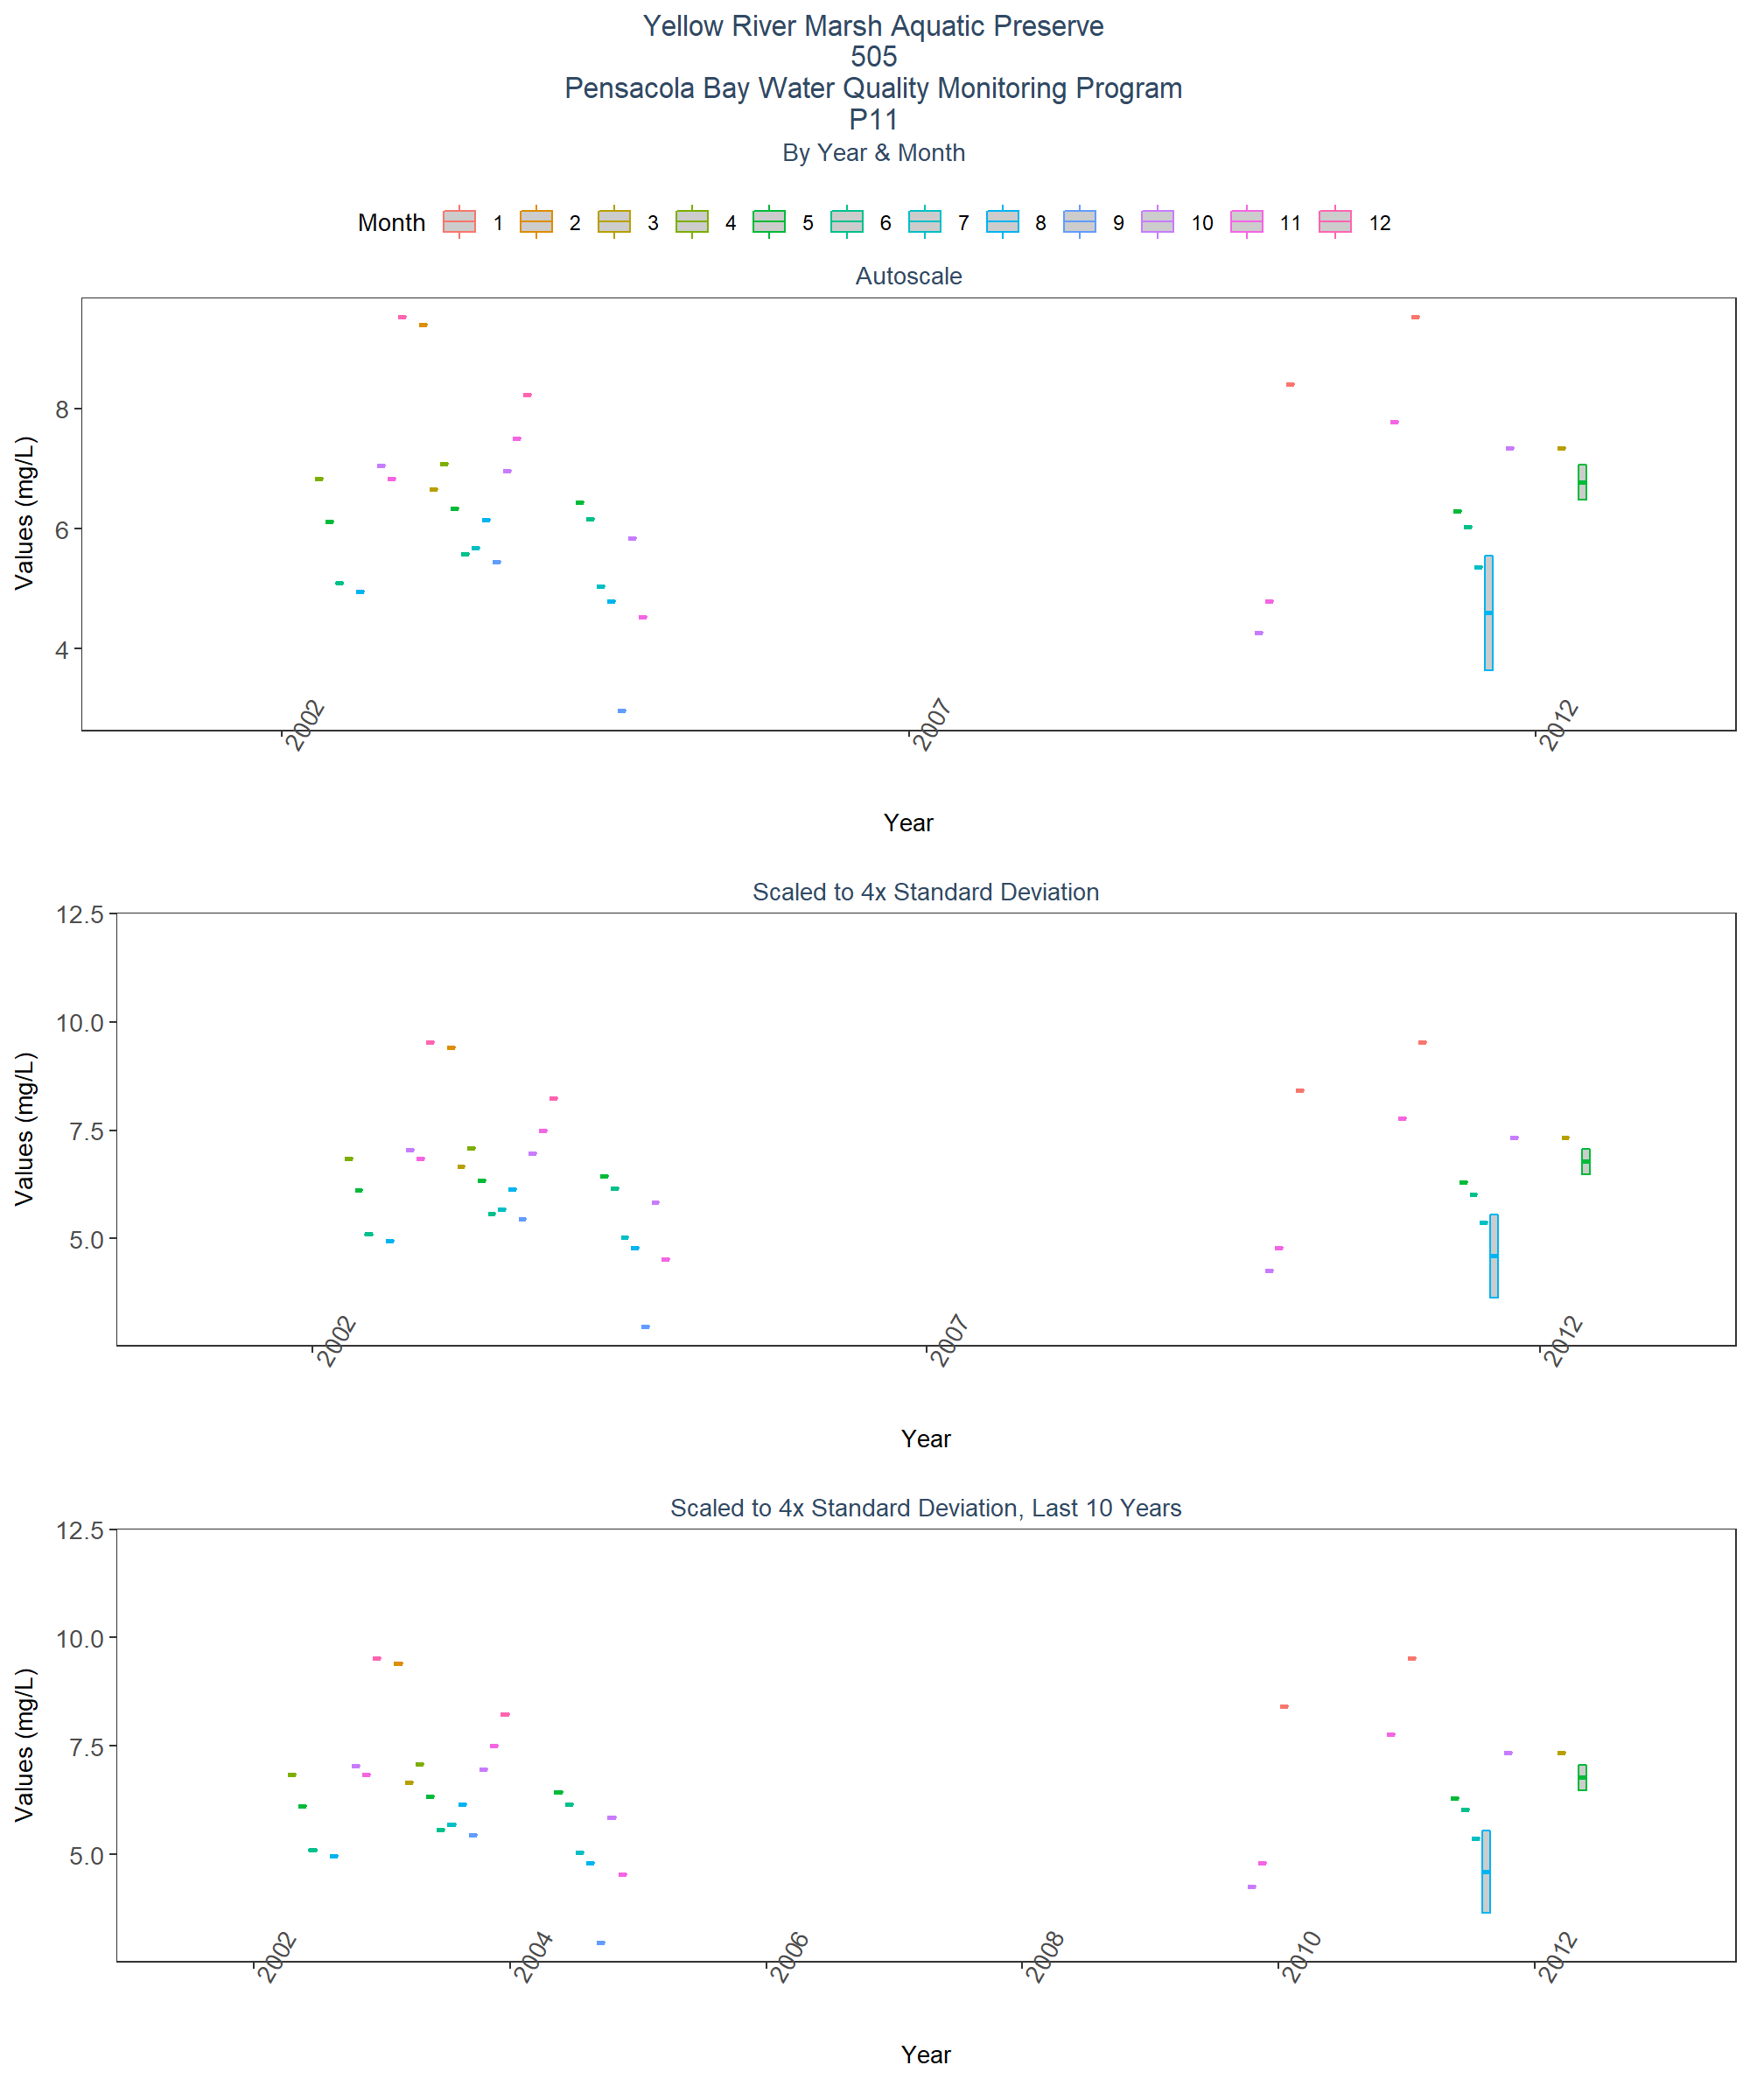 Yellow River Marsh Aquatic Preserve
505
Pensacola Bay Water Quality Monitoring Program
P11
By Year & Month
Month 1 2 3 4 5 6 7 8 9 10 11 12
Autoscale
Values (mg/L)
8
6
4
2002 2007 2012
Year
Scaled to 4x Standard Deviation
Values (mg/L)
12.5
10.0
7.5
5.0
2002 2007 2012
Year
Scaled to 4x Standard Deviation, Last 10 Years
Values (mg/L)
12.5
10.0
7.5
5.0
2002 2004 2006 2008 2010 2012
Year